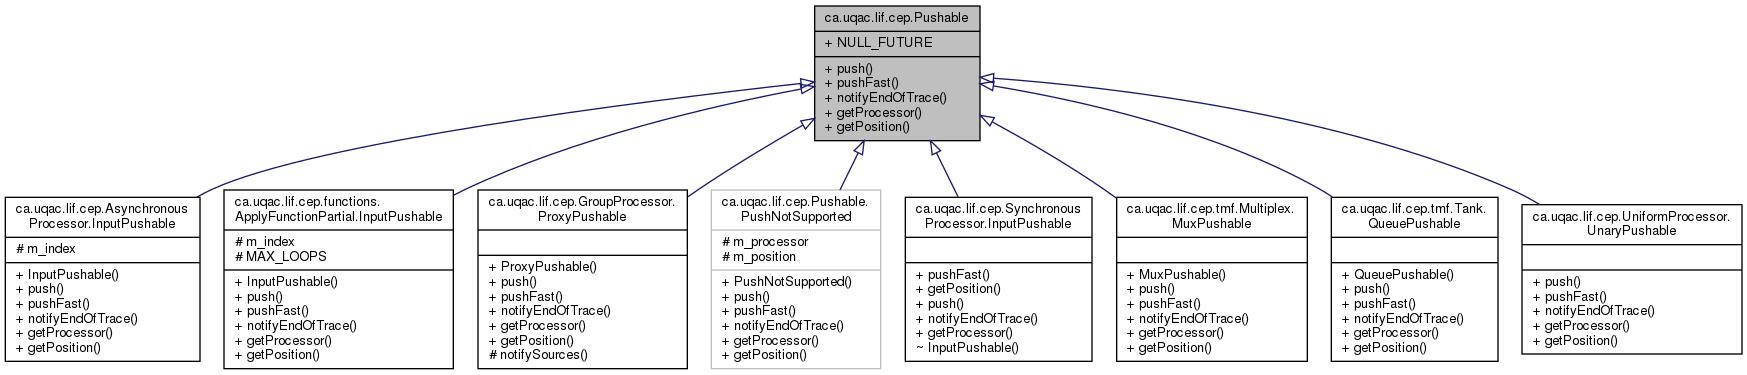 ca.uqac.lif.cep.Pushable
+ NULL_FUTURE
+ push()
+ pushFast()
+ notifyEndOfTrace()
+ getProcessor()
+ getPosition()
ca.uqac.lif.cep.Asynchronous
Processor.InputPushable
# m_index
+ InputPushable()
+ push()
+ pushFast()
+ notifyEndOfTrace()
+ getProcessor()
+ getPosition()
ca.uqac.lif.cep.functions.
ApplyFunctionPartial.InputPushable
# m_index
# MAX_LOOPS
+ InputPushable()
+ push()
+ pushFast()
+ notifyEndOfTrace()
+ getProcessor()
+ getPosition()
ca.uqac.lif.cep.GroupProcessor.
ProxyPushable
+ ProxyPushable()
+ push()
+ pushFast()
+ notifyEndOfTrace()
+ getProcessor()
+ getPosition()
# notifySources()
ca.uqac.lif.cep.Pushable.
PushNotSupported
# m_processor
# m_position
+ PushNotSupported()
+ push()
+ pushFast()
+ notifyEndOfTrace()
+ getProcessor()
+ getPosition()
ca.uqac.lif.cep.Synchronous
Processor.InputPushable
+ pushFast()
+ getPosition()
+ push()
+ notifyEndOfTrace()
+ getProcessor()
~ InputPushable()
ca.uqac.lif.cep.tmf.Multiplex.
MuxPushable
+ MuxPushable()
+ push()
+ pushFast()
+ notifyEndOfTrace()
+ getProcessor()
+ getPosition()
ca.uqac.lif.cep.tmf.Tank.
QueuePushable
+ QueuePushable()
+ push()
+ pushFast()
+ notifyEndOfTrace()
+ getProcessor()
+ getPosition()
ca.uqac.lif.cep.UniformProcessor.
UnaryPushable
+ push()
+ pushFast()
+ notifyEndOfTrace()
+ getProcessor()
+ getPosition()